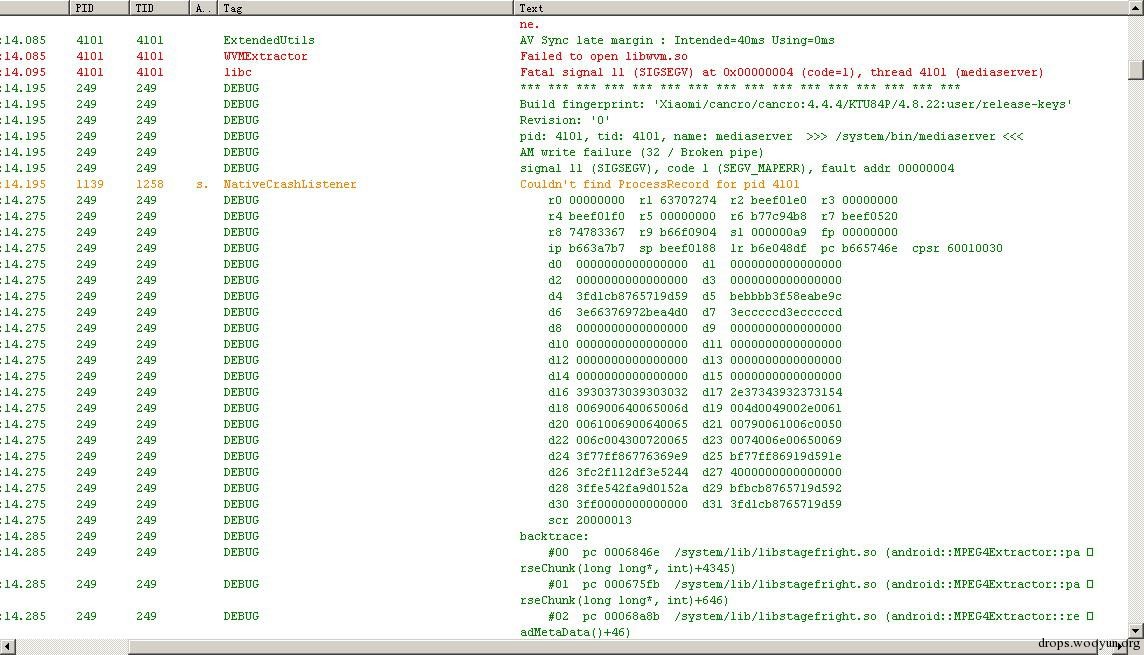 PID TID A.. Tag Text
ne.
:14.085 4101 4101 ExtendedUtils AV Sync late margin : Intended=40ms Using=0ms
:14.085 4101 4101 WVMExtractor Failed to open libwvm.so
:14.095 4101 4101 libc Fatal signal 11 (SIGSEGV) at 0x00000004 (code=1), thread 4101 (mediaserver)
:14.195 249 249 DEBUG *** *** *** *** *** *** *** *** *** *** *** *** *** *** *** ***
:14.195 249 249 DEBUG Build fingerprint: 'Xiaomi/cancro/cancro:4.4.4/KTU84P/4.8.22:user/release-keys'
:14.195 249 249 DEBUG Revision: '0'
:14.195 249 249 DEBUG pid: 4101, tid: 4101, name: mediaserver >>> /system/bin/mediaserver <<<
:14.195 249 249 DEBUG AM write failure (32 / Broken pipe)
:14.195 249 249 DEBUG signal 11 (SIGSEGV), code 1 (SEGV_MAPERR), fault addr 00000004
:14.195 1139 1258 s. NativeCrashListener Couldn't find ProcessRecord for pid 4101
:14.275 249 249 DEBUG r0 00000000 r1 63707274 r2 beef01e0 r3 00000000
:14.275 249 249 DEBUG r4 beef01f0 r5 00000000 r6 b77c94b8 r7 beef0520
:14.275 249 249 DEBUG r8 74783367 r9 b66f0904 sl 000000a9 fp 00000000
:14.275 249 249 DEBUG ip b663a7b7 sp beef0188 lr b6e048df pc b665746e cpsr 60010030
:14.275 249 249 DEBUG d0 0000000000000000 d1 0000000000000000
:14.275 249 249 DEBUG d2 0000000000000000 d3 0000000000000000
:14.275 249 249 DEBUG d4 3fd1cb8765719d59 d5 bebbbb3f58eabe9c
:14.275 249 249 DEBUG d6 3e66376972bea4d0 d7 3ecccccd3ecccccd
:14.275 249 249 DEBUG d8 0000000000000000 d9 0000000000000000
:14.275 249 249 DEBUG d10 0000000000000000 d11 0000000000000000
:14.275 249 249 DEBUG d12 0000000000000000 d13 0000000000000000
:14.275 249 249 DEBUG d14 0000000000000000 d15 0000000000000000
:14.275 249 249 DEBUG d16 3930373039303032 d17 2e37343932373154
:14.275 249 249 DEBUG d18 006900640065006d d19 004d0049002e0061
:14.275 249 249 DEBUG d20 0061006900640065 d21 00790061006c0050
:14.275 249 249 DEBUG d22 006c004300720065 d23 0074006e00650069
:14.275 249 249 DEBUG d24 3f77ff86776369e9 d25 bf77ff86919d591e
:14.275 249 249 DEBUG d26 3fc2f112df3e5244 d27 4000000000000000
:14.275 249 249 DEBUG d28 3ffe542fa9d0152a d29 bfbcb8765719d592
:14.275 249 249 DEBUG d30 3ff0000000000000 d31 3fd1cb8765719d59
:14.275 249 249 DEBUG scr 20000013
:14.285 249 249 DEBUG backtrace:
:14.285 249 249 DEBUG #00 pc 0006846e /system/lib/libstagefright.so (android::MPEG4Extractor::pa
rseChunk(long long*, int)+4345)
:14.285 249 249 DEBUG #01 pc 000675fb /system/lib/libstagefright.so (android::MPEG4Extractor::pa
rseChunk(long long*, int)+646)
:14.285 249 249 DEBUG #02 pc 00068a8b /system/lib/libstagefright.so (android::MPEG4Extractor::re
adMetaData()+46)
drops.wooyun.org